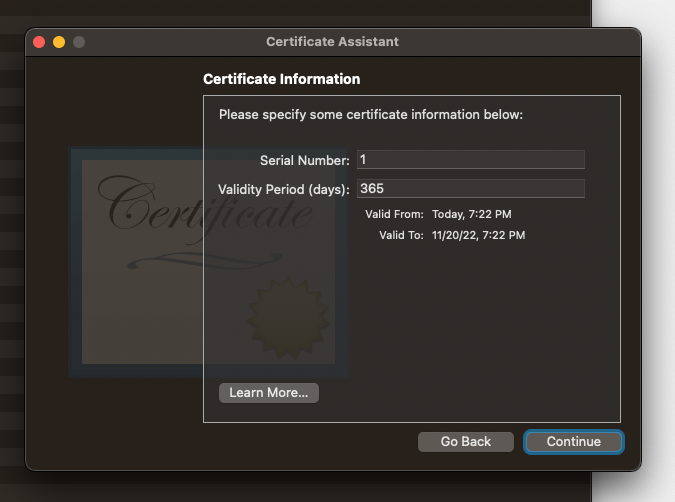 Certificate Assistant
Certificate Information
Please specify some certificate information below:
Serial Number: 1
Validity Period (days): 365
Valid From: Today, 7:22 PM
Valid To: 11/20/22, 7:22 PM
Certificate
Learn More...
Go Back Continue